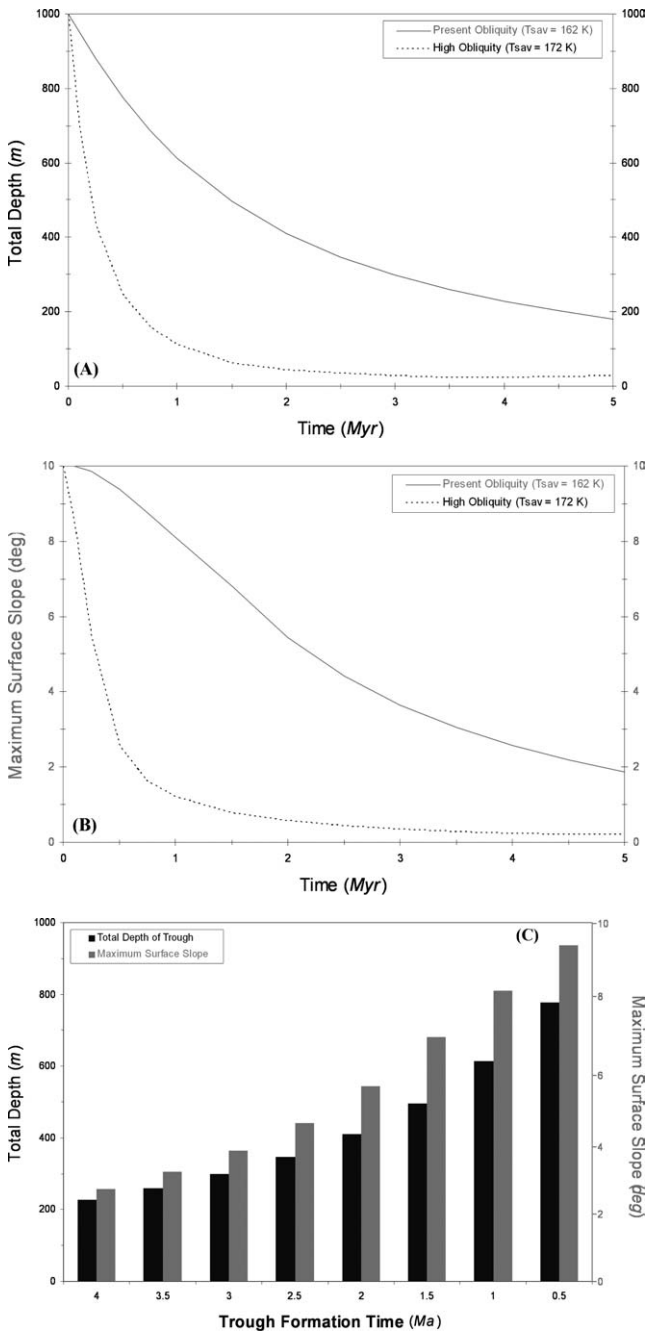 1000
800
600
400
200
0
Total Depth (m)
Present Obliquity (Tsav = 162 K)
High Obliquity (Tsav = 172 K)
1000
800
600
400
200
0
(A)
0 1 2 3 4 5
Time (Myr)
10
8
6
4
2
0
Maximum Surface Slope (deg)
Present Obliquity (Tsav = 162 K)
High Obliquity (Tsav = 172 K)
10
8
6
4
2
0
(B)
0 1 2 3 4 5
Time (Myr)
1000
800
600
400
200
0
Total Depth (m)
Total Depth of Trough
Maximum Surface Slope
(C)
10
8
6
4
2
0
Maximum Surface Slope (deg)
4 3.5 3 2.5 2 1.5 1 0.5
Trough Formation Time (Ma)